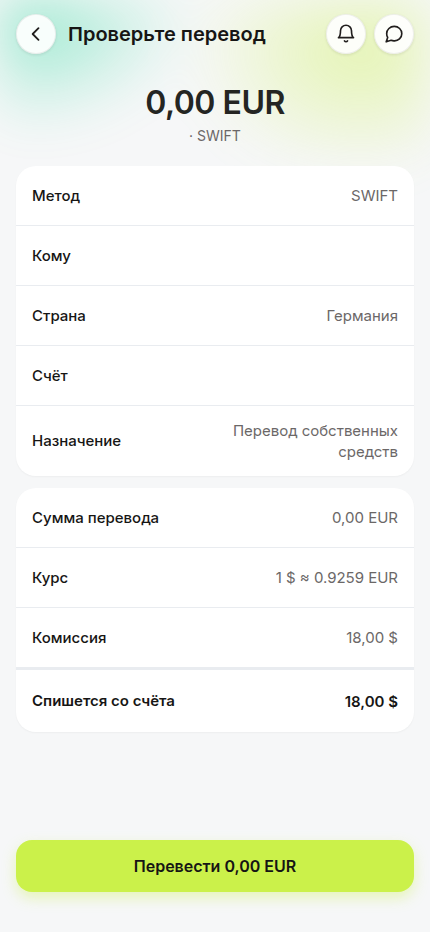 Проверьте перевод
0,00 EUR
· SWIFT
Метод SWIFT
Кому
Страна Германия
Счёт
Назначение Перевод собственных
средств
Сумма перевода 0,00 EUR
Курс 1 $ ≈ 0.9259 EUR
Комиссия 18,00 $
Спишется со счёта 18,00 $
Перевести 0,00 EUR